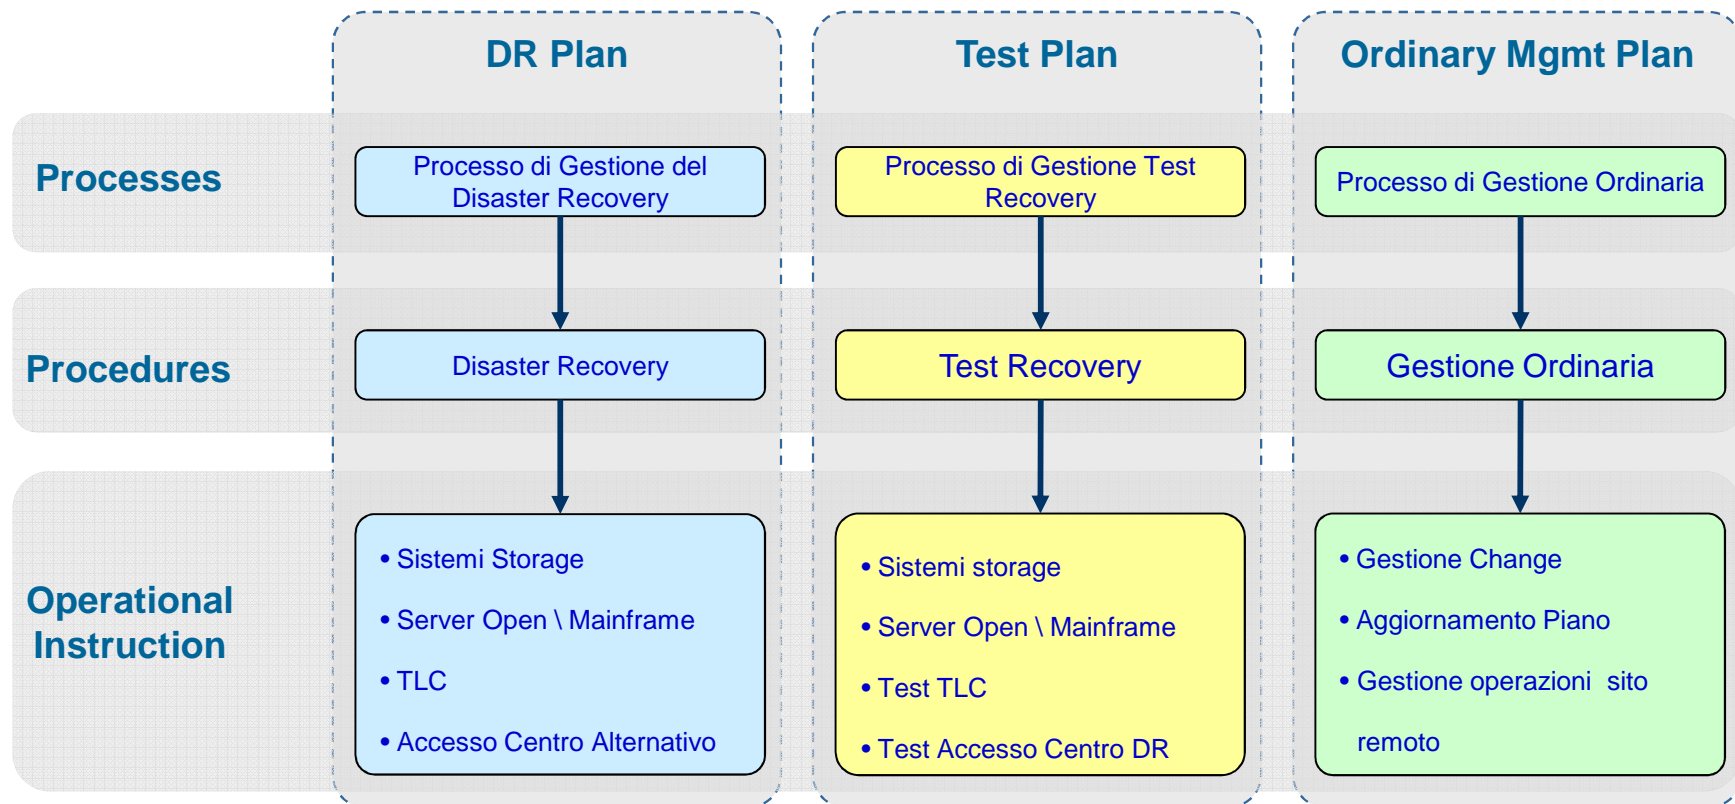 DR Plan
Test Plan
Ordinary Mgmt Plan
Processes
Processo di Gestione del
Disaster Recovery
Processo di Gestione Test
Recovery
Processo di Gestione Ordinaria
Procedures
Disaster Recovery
Test Recovery
Gestione Ordinaria
Operational
Instruction
• Sistemi Storage
• Server Open \ Mainframe
• TLC
• Accesso Centro Alternativo
• Sistemi storage
• Server Open \ Mainframe
• Test TLC
• Test Accesso Centro DR
• Gestione Change
• Aggiornamento Piano
• Gestione operazioni sito
remoto